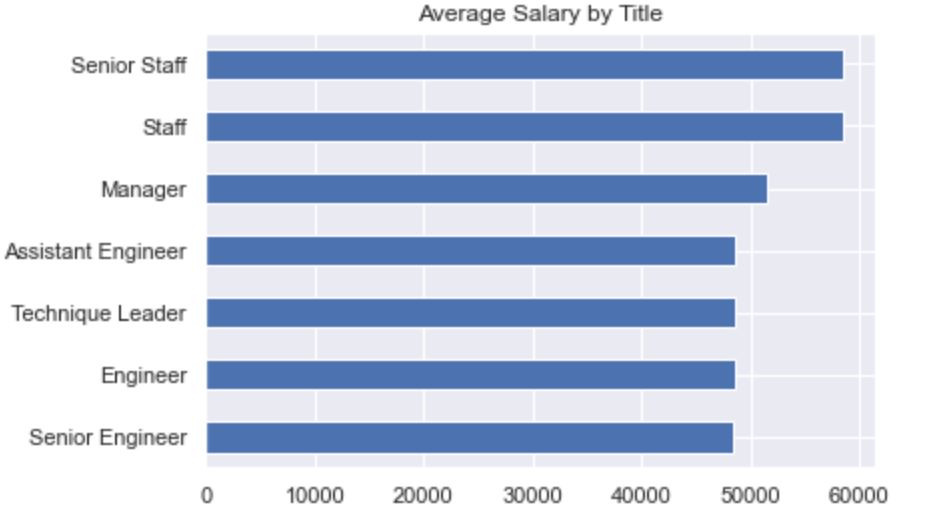 Average Salary by Title
Senior Staff
Staff
Manager
Assistant Engineer
Technique Leader
Engineer
Senior Engineer
0 10000 20000 30000 40000 50000 60000